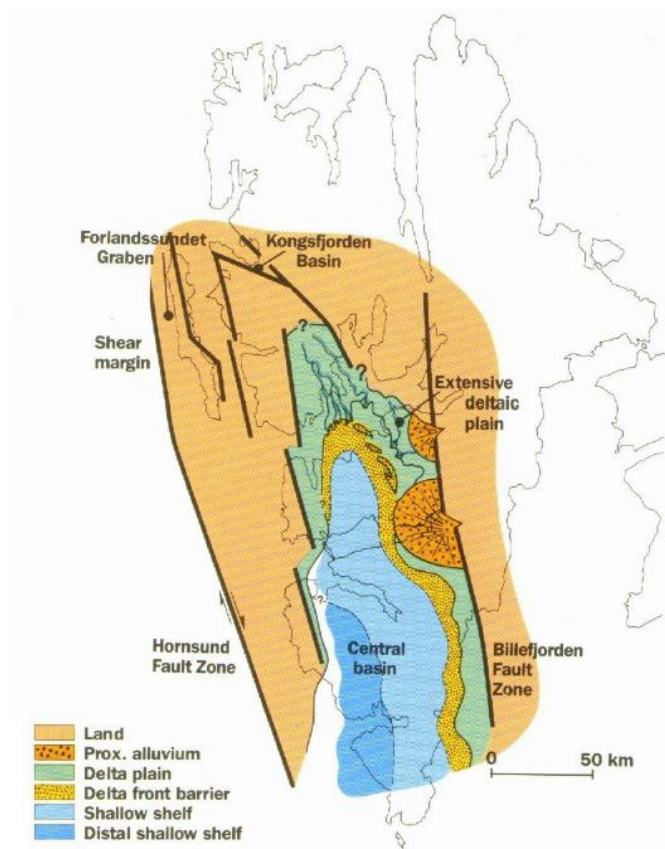 Forlandssundet
Graben
Kongsfjorden
Basin
Shear
margin
?
?
Extensive
deltaic
plain
?
Hornsund
Fault Zone
Central
basin
Billefjorden
Fault
Zone
Land
Prox. alluvium
Delta plain
Delta front barrier
Shallow shelf
Distal shallow shelf
0 50 km